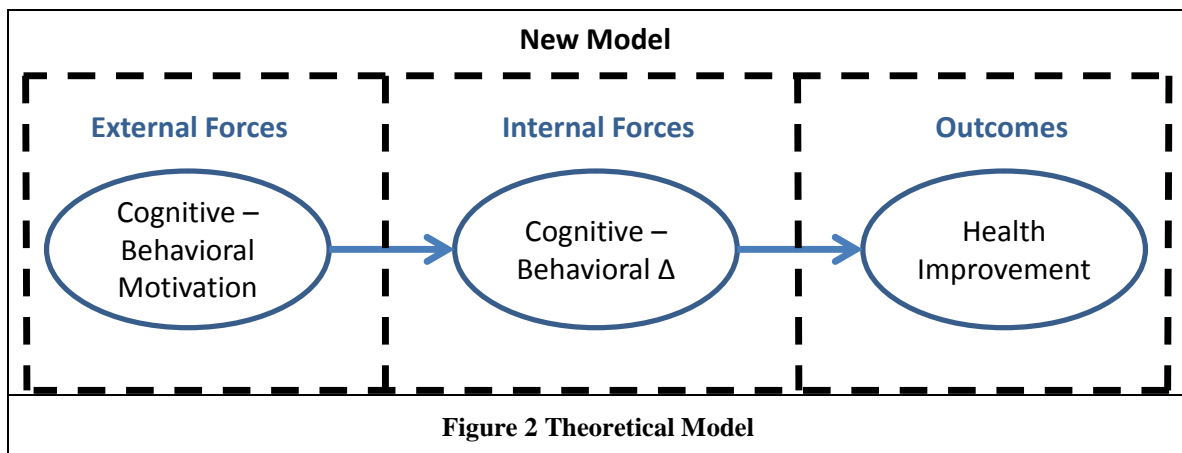 New Model
External Forces
Internal Forces
Outcomes
Cognitive –
Behavioral
Motivation
Cognitive –
Behavioral Δ
Health
Improvement
Figure 2 Theoretical Model